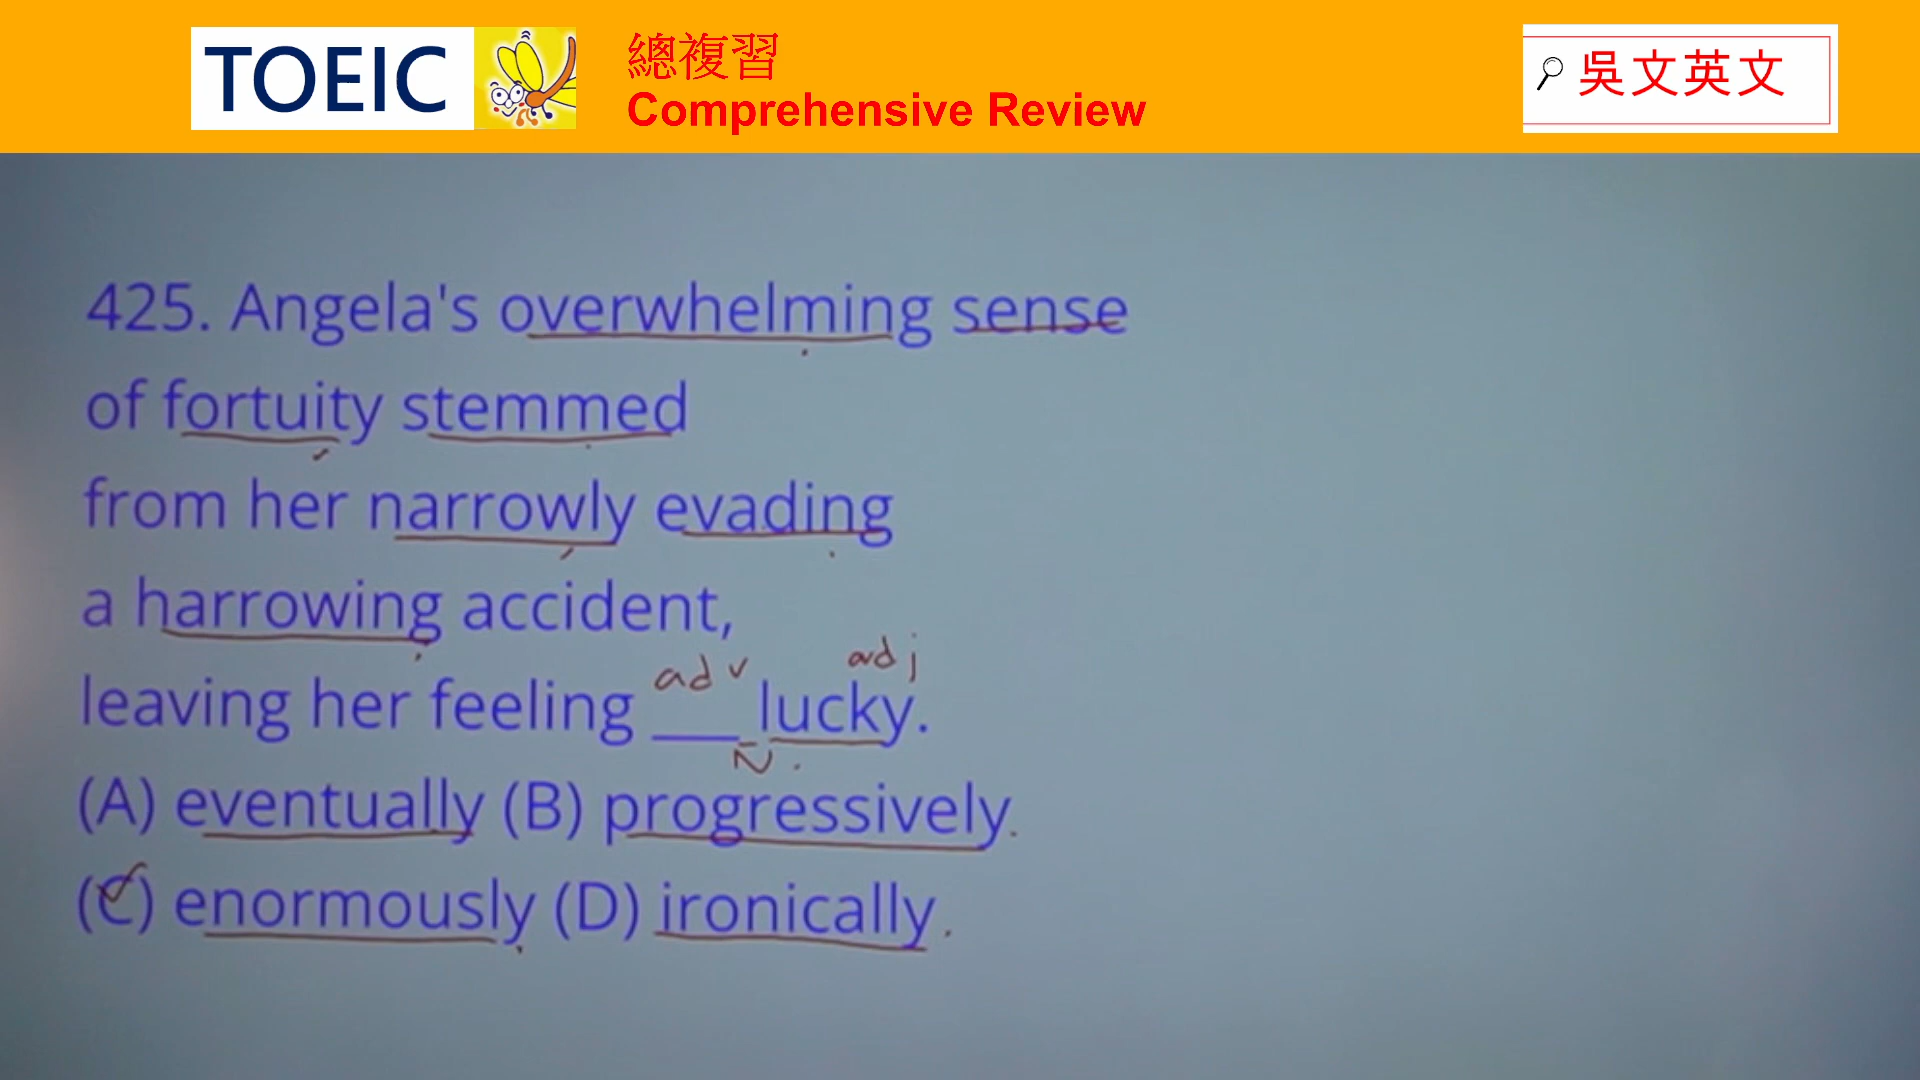 TOEIC
總複習
Comprehensive Review
吳文英文
425. Angela's overwhelming sense
of fortuity stemmed
from her narrowly evading
a harrowing accident,
adv adj
leaving her feeling ___ lucky.
(A) eventually (B) progressively
(C) enormously (D) ironically